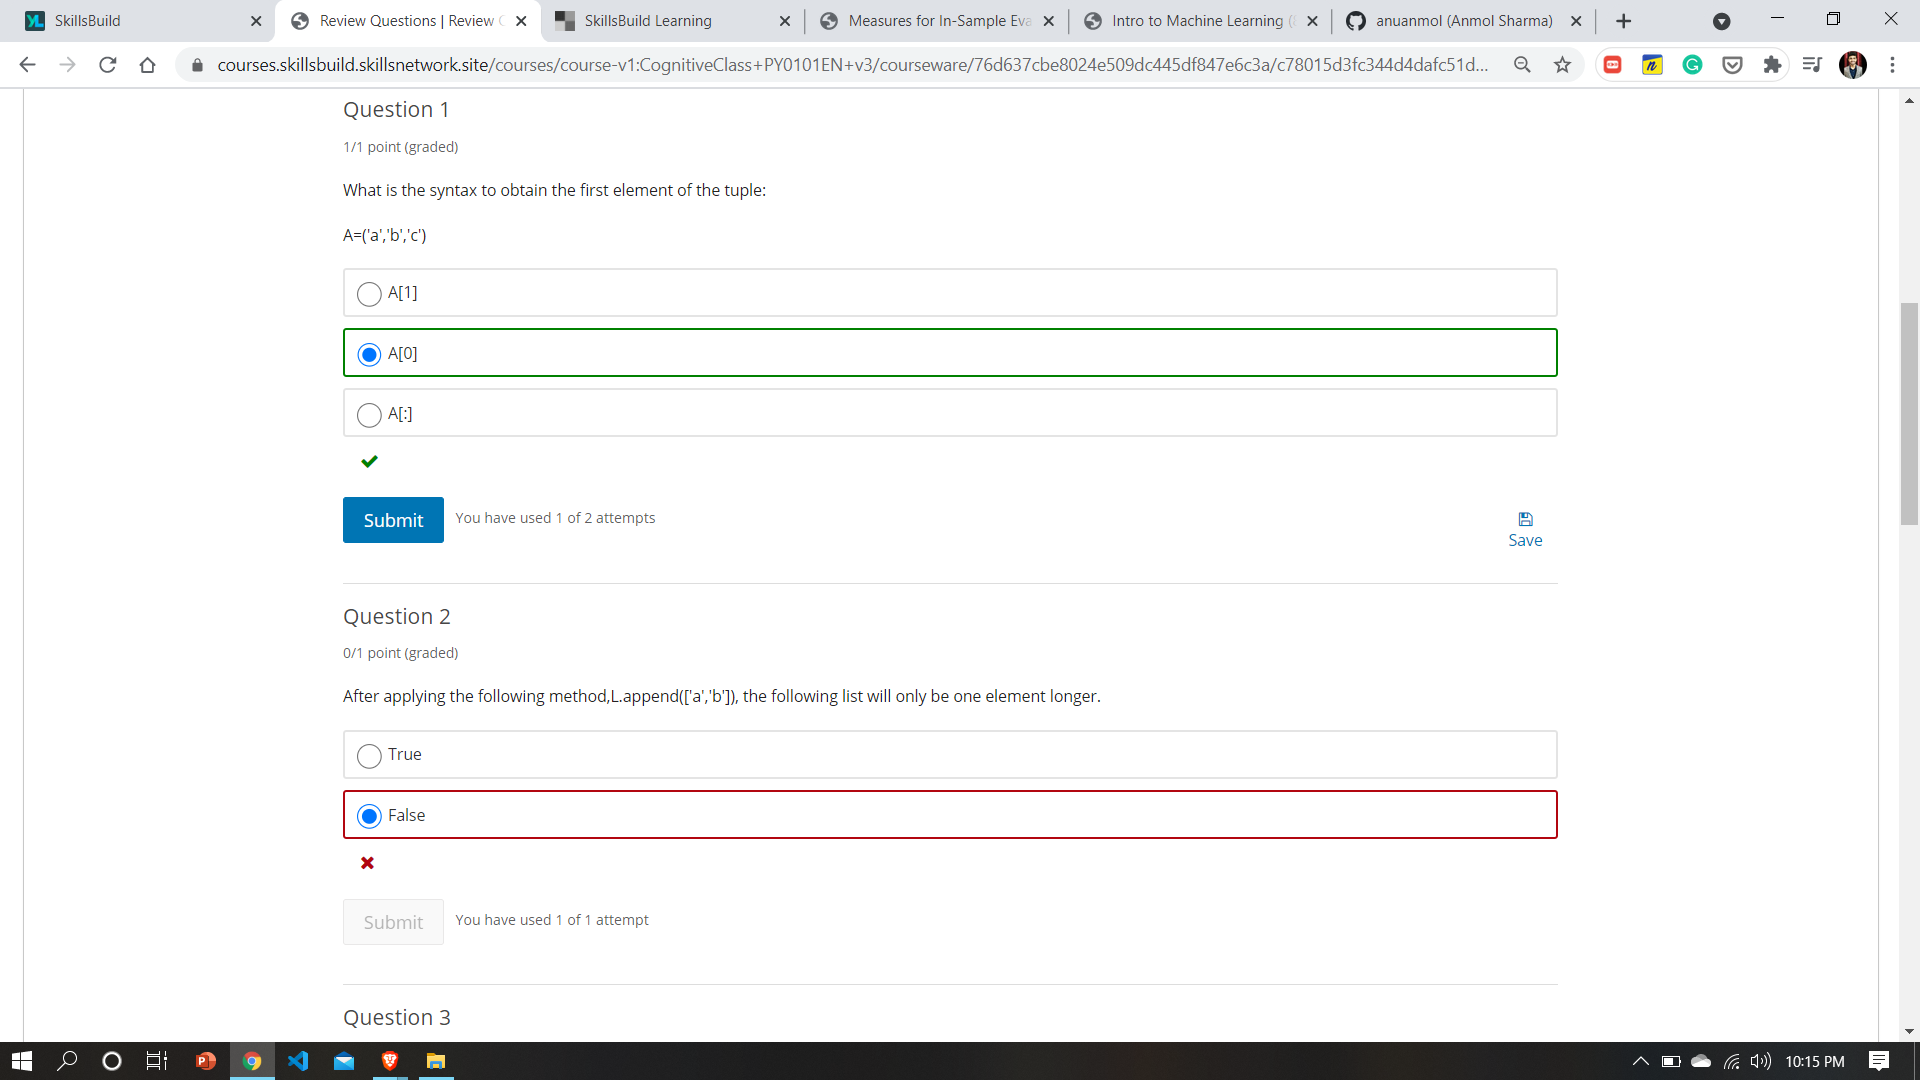 SkillsBuild
Review Questions | Review
SkillsBuild Learning
Measures for In-Sample Eva
Intro to Machine Learning (
anuanmol (Anmol Sharma)
courses.skillsbuild.skillsnetwork.site/courses/course-v1:CognitiveClass+PY0101EN+v3/courseware/76d637cbe8024e509dc445df847e6c3a/c78015d3fc344d4dafc51d...
Question 1
1/1 point (graded)
What is the syntax to obtain the first element of the tuple:
A=('a','b','c')
A[1]
A[0]
A[:]
Submit You have used 1 of 2 attempts
Save
Question 2
0/1 point (graded)
After applying the following method,L.append(['a','b']), the following list will only be one element longer.
True
False
Submit You have used 1 of 1 attempt
Question 3
10:15 PM